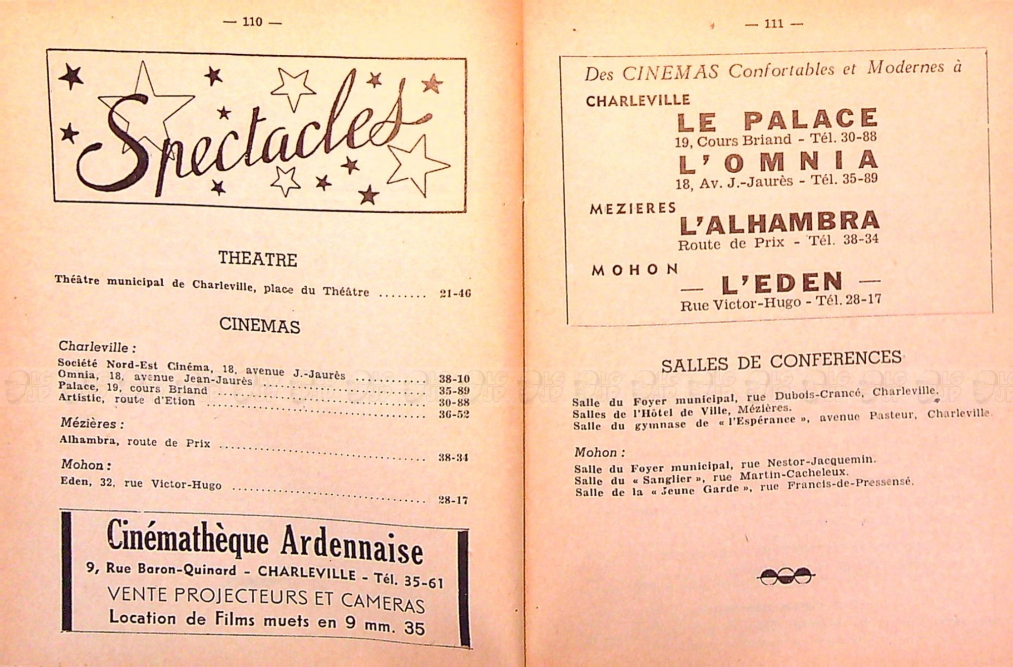 — 110 —
Spectacles
THEATRE
Théâtre municipal de Charleville, place du Théâtre ........ 21-46
CINEMAS
Charleville :
Société Nord-Est Cinéma, 18, avenue J.-Jaurès ............ 38-10
Omnia, 18, avenue Jean-Jaurès .......................... 35-89
Palace, 19, cours Briand .............................. 30-88
Artistic, route d'Etion ................................ 36-52
Mézières :
Alhambra, route de Prix ................................ 38-34
Mohon :
Eden, 32, rue Victor-Hugo .............................. 28-17
Cinémathèque Ardennaise
9, Rue Baron-Quinard - CHARLEVILLE - Tél. 35-61
VENTE PROJECTEURS ET CAMERAS
Location de Films muets en 9 mm. 35
— 111 —
Des CINEMAS Confortables et Modernes à
CHARLEVILLE
LE PALACE
19, Cours Briand - Tél. 30-88
L'OMNIA
18, Av. J.-Jaurès - Tél. 35-89
MEZIERES
L'ALHAMBRA
Route de Prix - Tél. 38-34
MOHON
— L'EDEN —
Rue Victor-Hugo - Tél. 28-17
SALLES DE CONFERENCES
Salle du Foyer municipal, rue Dubois-Crancé, Charleville.
Salles de l'Hôtel de Ville, Mézières.
Salle du gymnase de « l'Espérance », avenue Pasteur, Charleville
Mohon :
Salle du Foyer municipal, rue Nestor-Jacquemin.
Salle du « Sanglier », rue Martin-Cacheleux.
Salle de la « Jeune Garde », rue Francis-de-Pressensé.